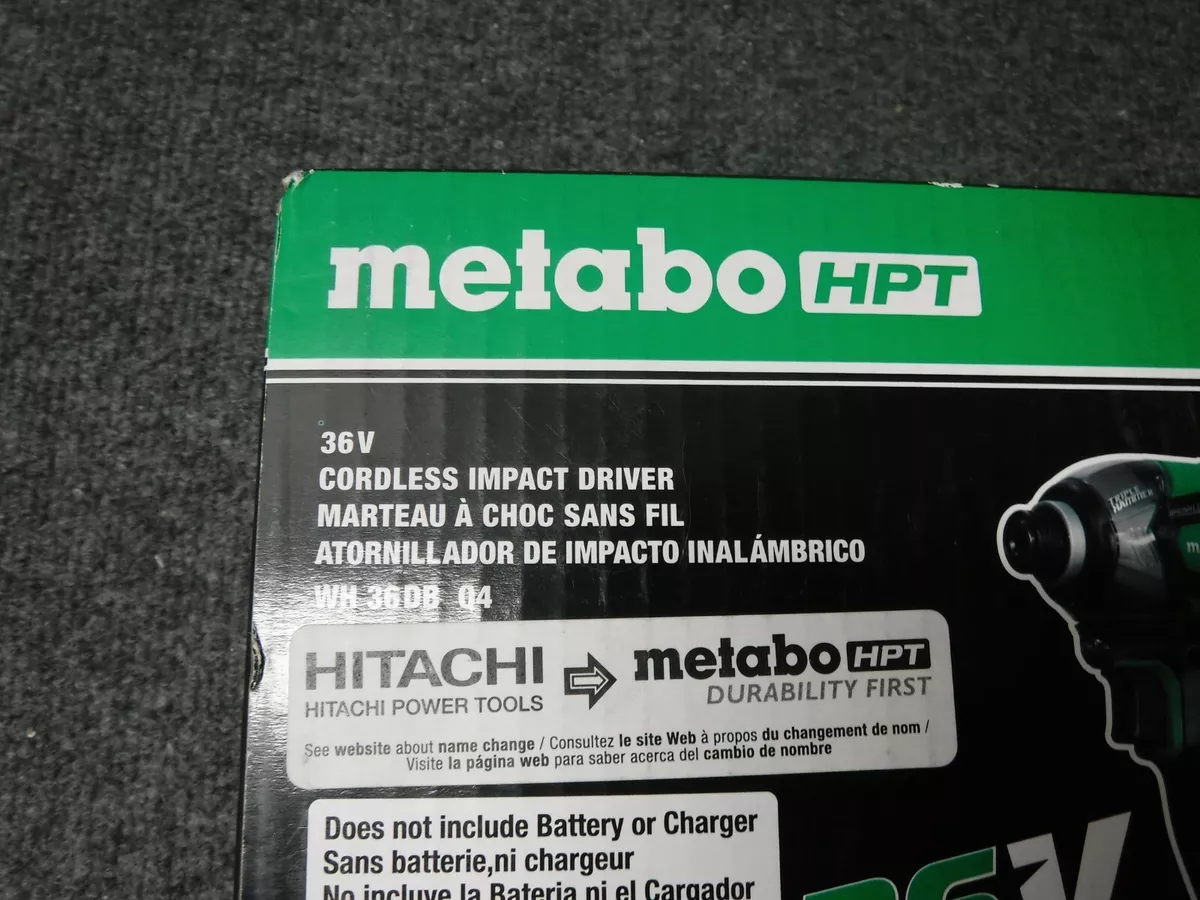 metabo HPT
36V
CORDLESS IMPACT DRIVER
MARTEAU À CHOC SANS FIL
ATORNILLADOR DE IMPACTO INALÁMBRICO
WH 36DB Q4
TRIPLE HAMMER
HITACHI
HITACHI POWER TOOLS
metabo HPT
DURABILITY FIRST
See website about name change / Consultez le site Web à propos du changement de nom /
Visite la página web para saber acerca del cambio de nombre
Does not include Battery or Charger
Sans batterie,ni chargeur
No incluye la Bateria ni el Cargador
36V